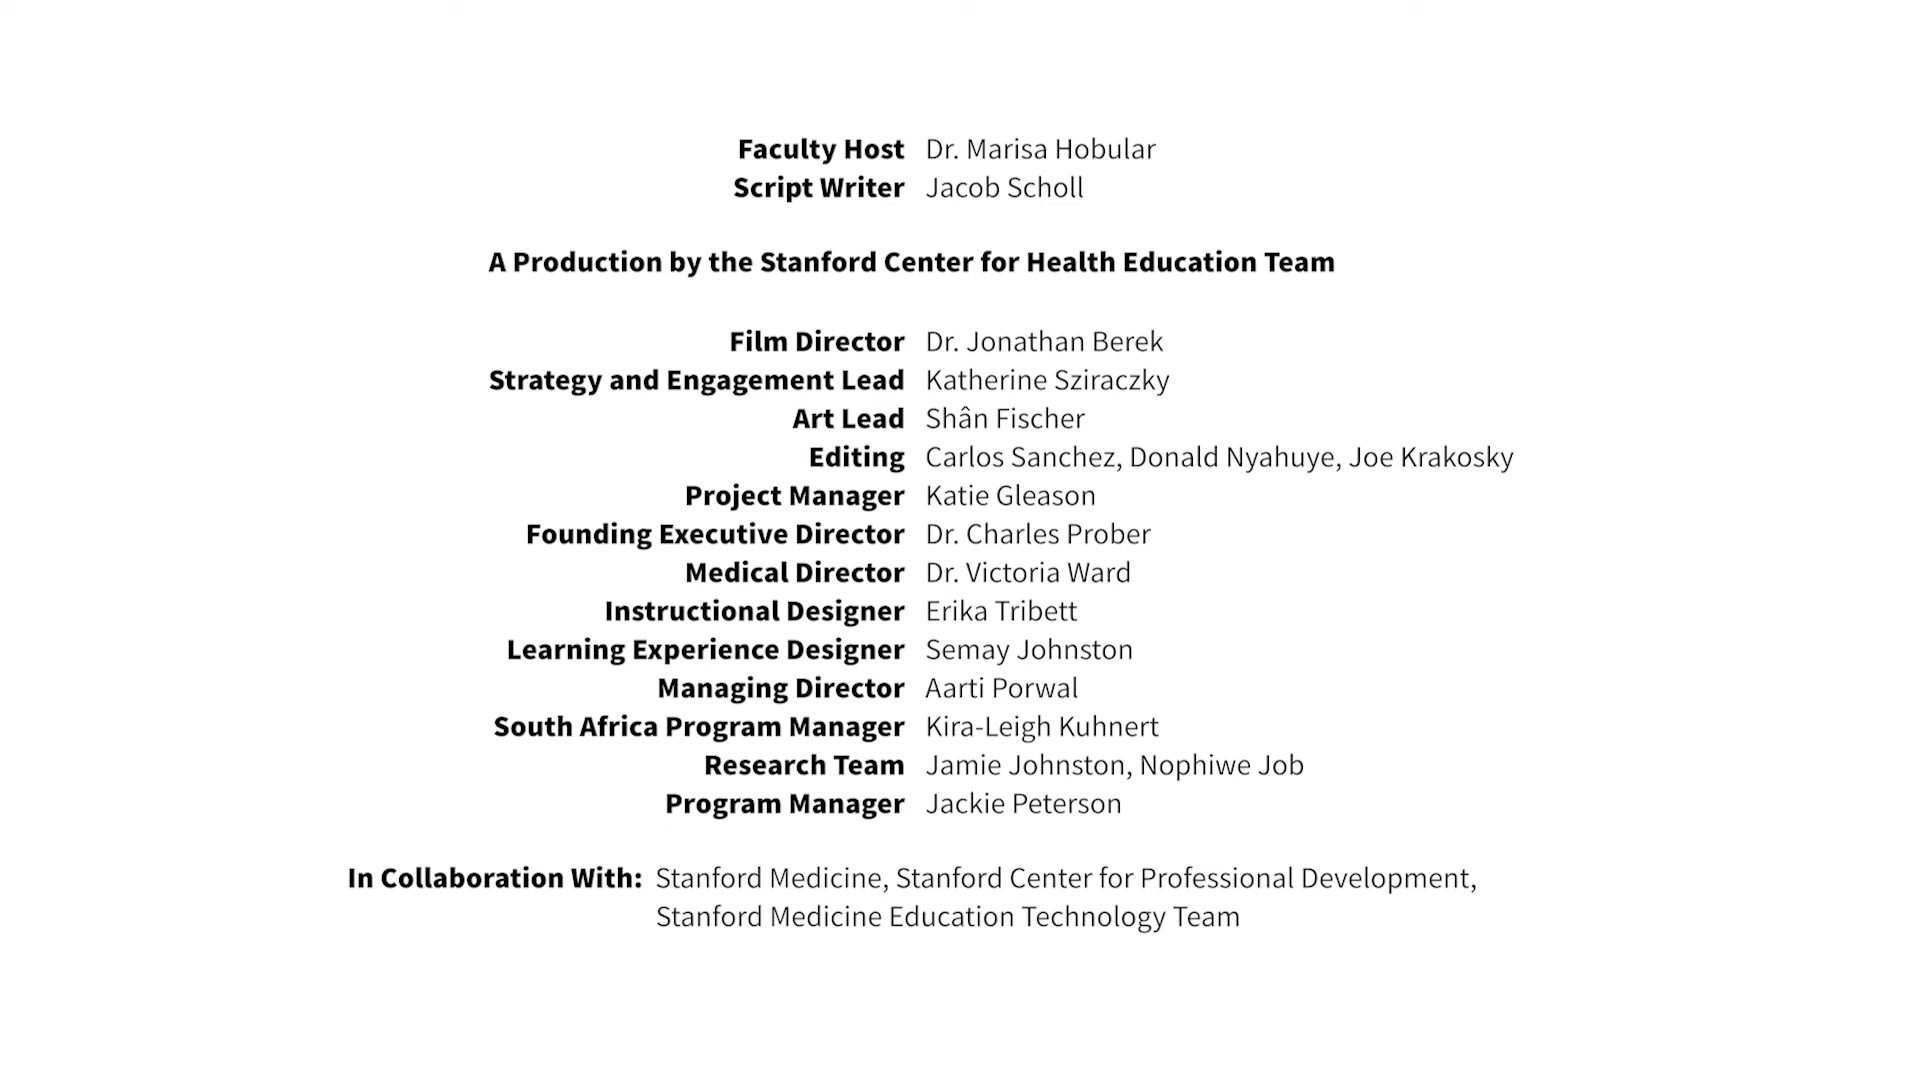 Faculty Host Dr. Marisa Hobular
Script Writer Jacob Scholl
A Production by the Stanford Center for Health Education Team
Film Director Dr. Jonathan Berek
Strategy and Engagement Lead Katherine Sziraczky
Art Lead Shân Fischer
Editing Carlos Sanchez, Donald Nyahuye, Joe Krakosky
Project Manager Katie Gleason
Founding Executive Director Dr. Charles Prober
Medical Director Dr. Victoria Ward
Instructional Designer Erika Tribett
Learning Experience Designer Semay Johnston
Managing Director Aarti Porwal
South Africa Program Manager Kira-Leigh Kuhnert
Research Team Jamie Johnston, Nophiwe Job
Program Manager Jackie Peterson
In Collaboration With: Stanford Medicine, Stanford Center for Professional Development,
Stanford Medicine Education Technology Team